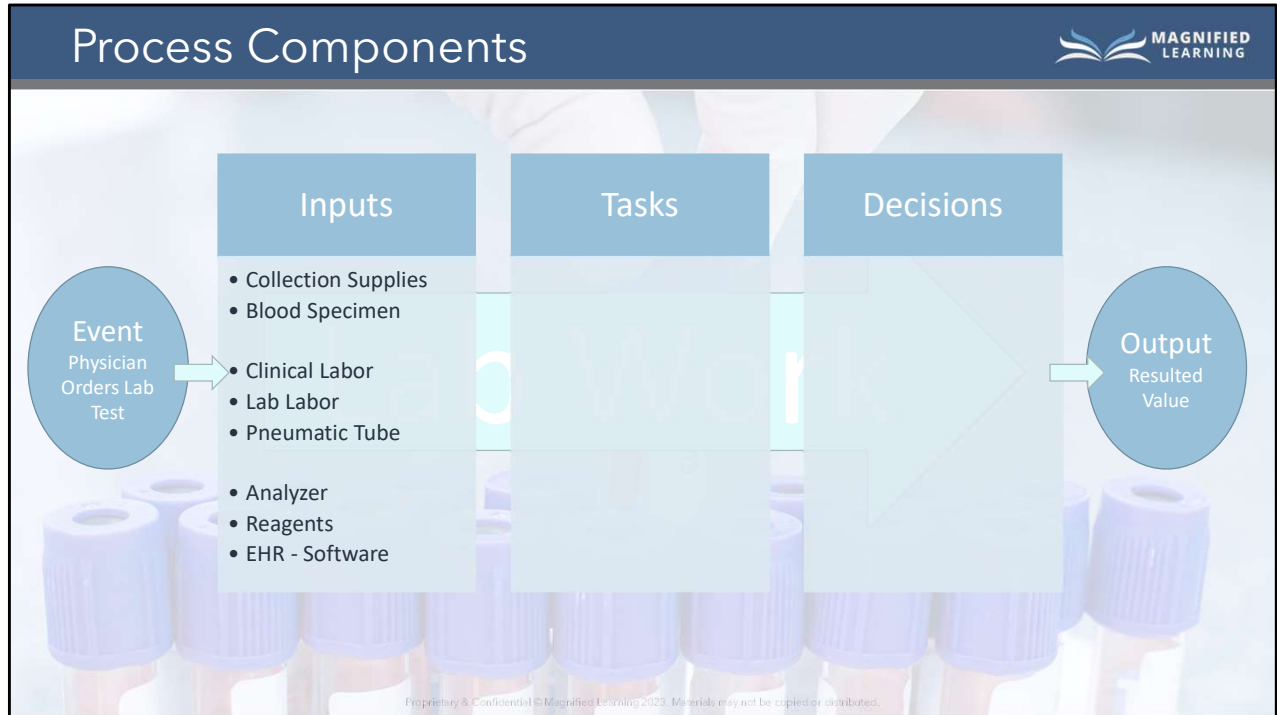 Process Components
MAGNIFIED
LEARNING
Event
Physician
Orders Lab
Test
Inputs
• Collection Supplies
• Blood Specimen
• Clinical Labor
• Lab Labor
• Pneumatic Tube
• Analyzer
• Reagents
• EHR - Software
Tasks
Decisions
Lab Work
Output
Resulted
Value
Proprietary & Confidential © Magnified Learning 2023. Materials may not be copied or distributed.